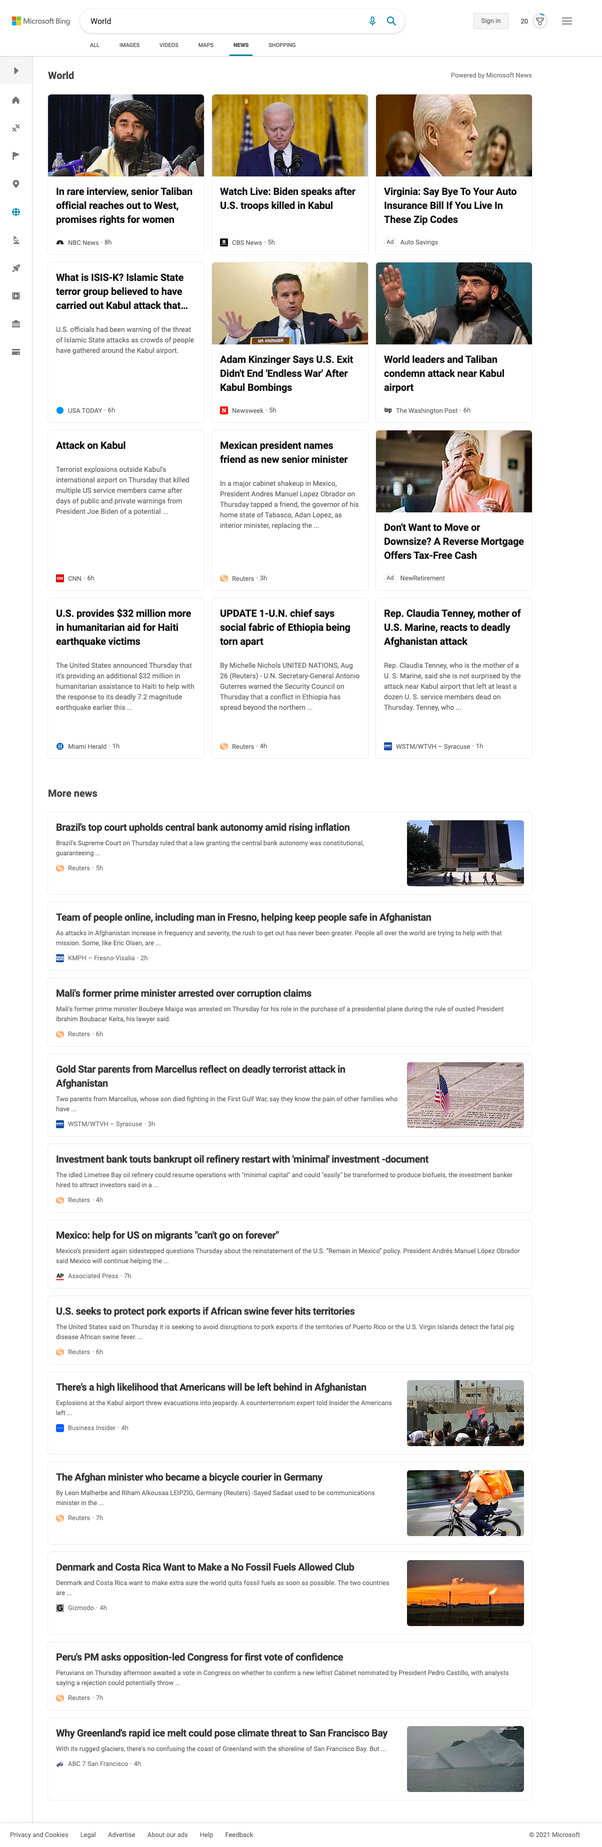 Microsoft Bing
World
Sign in
20
ALL
IMAGES
VIDEOS
MAPS
NEWS
SHOPPING
World
Powered by Microsoft News
In rare interview, senior Taliban
official reaches out to West,
promises rights for women
NBC News · 8h
Watch Live: Biden speaks after
U.S. troops killed in Kabul
CBS News · 5h
Virginia: Say Bye To Your Auto
Insurance Bill If You Live In
These Zip Codes
Ad Auto Savings
What is ISIS-K? Islamic State
terror group believed to have
carried out Kabul attack that...
U.S. officials had been warning of the threat
of Islamic State attacks as crowds of people
have gathered around the Kabul airport.
USA TODAY · 6h
MR. KINZINGER
Adam Kinzinger Says U.S. Exit
Didn't End 'Endless War' After
Kabul Bombings
N
Newsweek · 5h
World leaders and Taliban
condemn attack near Kabul
airport
wp
The Washington Post · 6h
Attack on Kabul
Terrorist explosions outside Kabul's
international airport on Thursday that killed
multiple US service members came after
days of public and private warnings from
President Joe Biden of a potential ...
CNN
CNN · 6h
Mexican president names
friend as new senior minister
In a major cabinet shakeup in Mexico,
President Andres Manuel Lopez Obrador on
Thursday tapped a friend, the governor of his
home state of Tabasco, Adan Lopez, as
interior minister, replacing the ...
Reuters · 3h
Don't Want to Move or
Downsize? A Reverse Mortgage
Offers Tax-Free Cash
Ad NewRetirement
U.S. provides $32 million more
in humanitarian aid for Haiti
earthquake victims
The United States announced Thursday that
it's providing an additional $32 million in
humanitarian assistance to Haiti to help with
the response to its deadly 7.2 magnitude
earthquake earlier this ...
H
Miami Herald · 1h
UPDATE 1-U.N. chief says
social fabric of Ethiopia being
torn apart
By Michelle Nichols UNITED NATIONS, Aug
26 (Reuters) - U.N. Secretary-General Antonio
Guterres warned the Security Council on
Thursday that a conflict in Ethiopia has
spread beyond the northern ...
Reuters · 4h
Rep. Claudia Tenney, mother of
U.S. Marine, reacts to deadly
Afghanistan attack
Rep. Claudia Tenney, who is the mother of a
U. S. Marine, said she is not surprised by the
attack near Kabul airport that left at least a
dozen U. S. service members dead on
Thursday. Tenney, who ...
WSTM/WTVH – Syracuse · 1h
More news
Brazil's top court upholds central bank autonomy amid rising inflation
Brazil's Supreme Court on Thursday ruled that a law granting the central bank autonomy was constitutional,
guaranteeing ...
Reuters · 5h
Team of people online, including man in Fresno, helping keep people safe in Afghanistan
As attacks in Afghanistan increase in frequency and severity, the rush to get out has never been greater. People all over the world are trying to help with that
mission. Some, like Eric Olsen, are ...
KMPH – Fresno-Visalia · 2h
Mali's former prime minister arrested over corruption claims
Mali's former prime minister Boubeye Maiga was arrested on Thursday for his role in the purchase of a presidential plane during the rule of ousted President
Ibrahim Boubacar Keita, his lawyer said.
Reuters · 6h
Gold Star parents from Marcellus reflect on deadly terrorist attack in
Afghanistan
Two parents from Marcellus, whose son died fighting in the First Gulf War, say they know the pain of other families who
have ...
WSTM/WTVH – Syracuse · 3h
Investment bank touts bankrupt oil refinery restart with 'minimal' investment -document
The idled Limetree Bay oil refinery could resume operations with "minimal capital" and could "easily" be transformed to produce biofuels, the investment banker
hired to attract investors said in a ...
Reuters · 4h
Mexico: help for US on migrants "can't go on forever"
Mexico's president again sidestepped questions Thursday about the reinstatement of the U.S. "Remain in Mexico" policy. President Andrés Manuel López Obrador
said Mexico will continue helping the ...
AP
Associated Press · 7h
U.S. seeks to protect pork exports if African swine fever hits territories
The United States said on Thursday it is seeking to avoid disruptions to pork exports if the territories of Puerto Rico or the U.S. Virgin Islands detect the fatal pig
disease African swine fever. ...
Reuters · 6h
There's a high likelihood that Americans will be left behind in Afghanistan
Explosions at the Kabul airport threw evacuations into jeopardy. A counterterrorism expert told Insider the Americans
left ...
Business Insider · 4h
The Afghan minister who became a bicycle courier in Germany
By Leon Malherbe and Riham Alkousaa LEIPZIG, Germany (Reuters) -Sayed Sadaat used to be communications
minister in the ...
Reuters · 7h
Denmark and Costa Rica Want to Make a No Fossil Fuels Allowed Club
Denmark and Costa Rica want to make extra sure the world quits fossil fuels as soon as possible. The two countries
are ...
G
Gizmodo · 4h
Peru's PM asks opposition-led Congress for first vote of confidence
Peruvians on Thursday afternoon awaited a vote in Congress on whether to confirm a new leftist Cabinet nominated by President Pedro Castillo, with analysts
saying a rejection could potentially throw ...
Reuters · 7h
Why Greenland's rapid ice melt could pose climate threat to San Francisco Bay
With its rugged glaciers, there's no confusing the coast of Greenland with the shoreline of San Francisco Bay. But ...
ABC 7 San Francisco · 4h
Privacy and Cookies
Legal
Advertise
About our ads
Help
Feedback
© 2021 Microsoft